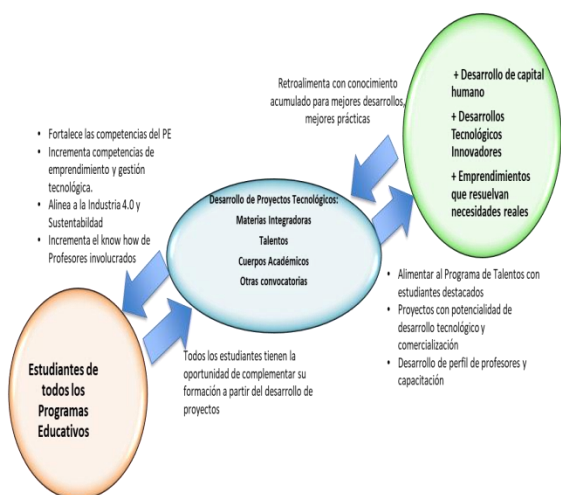 + Desarrollo de capital
humano
+ Desarrollos
Tecnológicos
Innovadores
+ Emprendimientos
que resuelvan
necesidades reales
Retroalimenta con conocimiento
acumulado para mejores desarrollos,
mejores prácticas
• Fortalece las competencias del PE
• Incrementa competencias de
emprendimiento y gestión
tecnológica.
• Alinea a la Industria 4.0 y
Sustentabildad
• Incrementa el know how de
Profesores involucrados
Desarrollo de Proyectos Tecnológicos:
Materias Integradoras
Talentos
Cuerpos Académicos
Otras convocatorias
• Alimentar al Programa de Talentos con
estudiantes destacados
• Proyectos con potencialidad de
desarrollo tecnológico y
comercialización
• Desarrollo de perfil de profesores y
capacitación
Todos los estudiantes tienen la
oportunidad de complementar su
formación a partir del desarrollo de
proyectos
Estudiantes de
todos los
Programas
Educativos